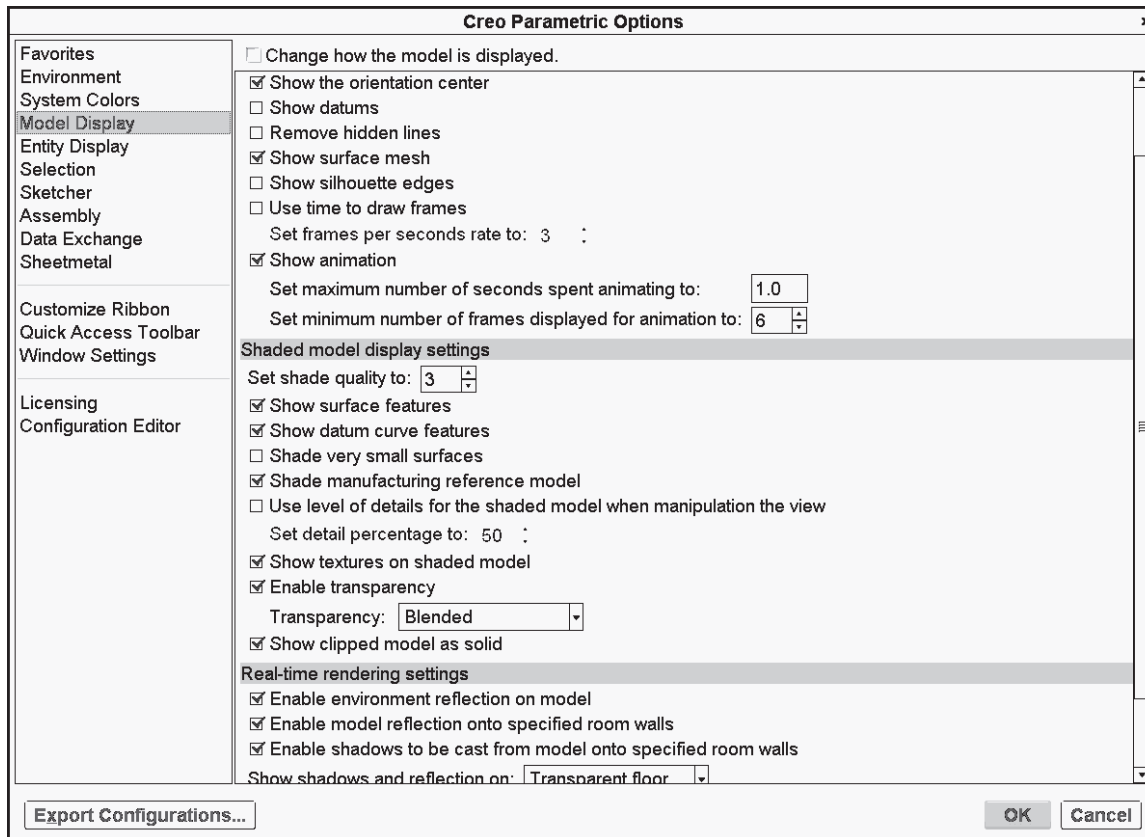 Creo Parametric Options
Favorites
Environment
System Colors
Model Display
Entity Display
Selection
Sketcher
Assembly
Data Exchange
Sheetmetal
Customize Ribbon
Quick Access Toolbar
Window Settings
Licensing
Configuration Editor
Change how the model is displayed.
Show the orientation center
Show datums
Remove hidden lines
Show surface mesh
Show silhouette edges
Use time to draw frames
Set frames per seconds rate to: 3
Show animation
Set maximum number of seconds spent animating to: 1.0
Set minimum number of frames displayed for animation to: 6
Shaded model display settings
Set shade quality to: 3
Show surface features
Show datum curve features
Shade very small surfaces
Shade manufacturing reference model
Use level of details for the shaded model when manipulation the view
Set detail percentage to: 50
Show textures on shaded model
Enable transparency
Transparency: Blended
Show clipped model as solid
Real-time rendering settings
Enable environment reflection on model
Enable model reflection onto specified room walls
Enable shadows to be cast from model onto specified room walls
Show shadows and reflection on: Transparent floor
Export Configurations...
OK
Cancel